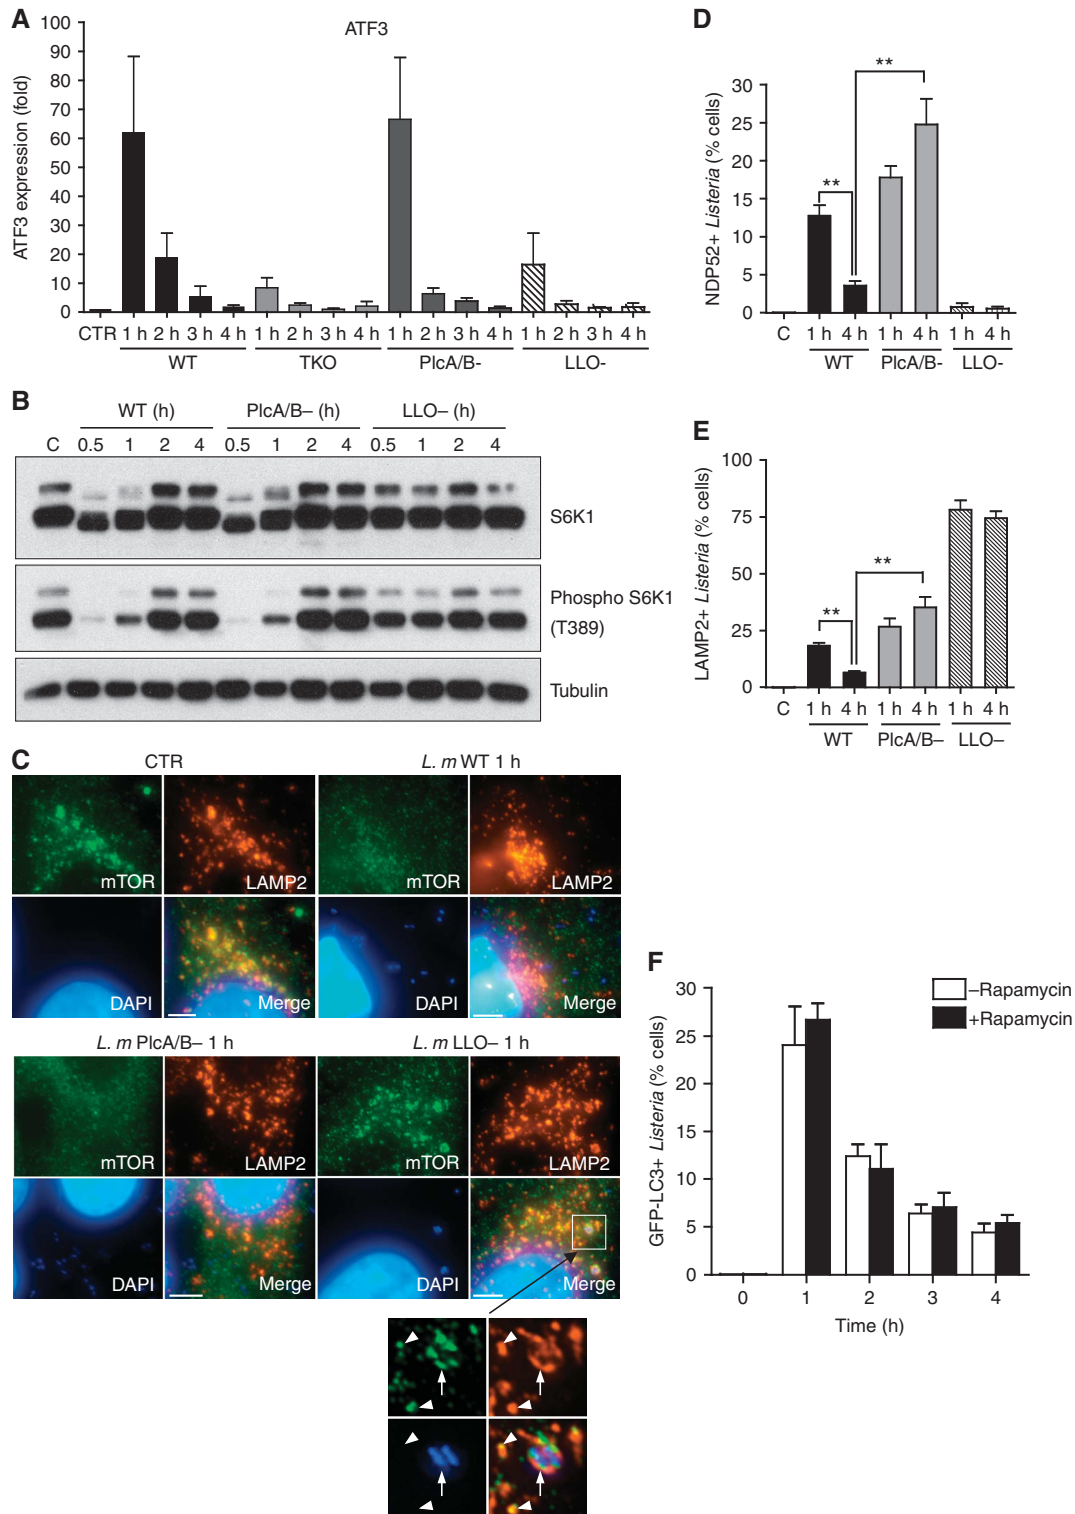 A
ATF3
ATF3 expression (fold)
100
90
80
70
60
50
40
30
20
10
0
CTR 1 h 2 h 3 h 4 h 1 h 2 h 3 h 4 h 1 h 2 h 3 h 4 h 1 h 2 h 3 h 4 h
WT TKO PlcA/B- LLO-
B
WT (h) PlcA/B– (h) LLO– (h)
C 0.5 1 2 4 0.5 1 2 4 0.5 1 2 4
S6K1
Phospho S6K1
(T389)
Tubulin
C
CTR L. m WT 1 h
mTOR LAMP2 mTOR LAMP2
DAPI Merge DAPI Merge
L. m PlcA/B– 1 h L. m LLO– 1 h
mTOR LAMP2 mTOR LAMP2
DAPI Merge DAPI Merge
D
NDP52+ Listeria (% cells)
30
25
20
15
10
5
0
**
**
C 1 h 4 h 1 h 4 h 1 h 4 h
WT PlcA/B- LLO-
E
LAMP2+ Listeria (% cells)
100
75
50
25
0
**
**
C 1 h 4 h 1 h 4 h 1 h 4 h
WT PlcA/B– LLO–
F
GFP-LC3+ Listeria (% cells)
30
25
20
15
10
5
0
–Rapamycin
+Rapamycin
0 1 2 3 4
Time (h)